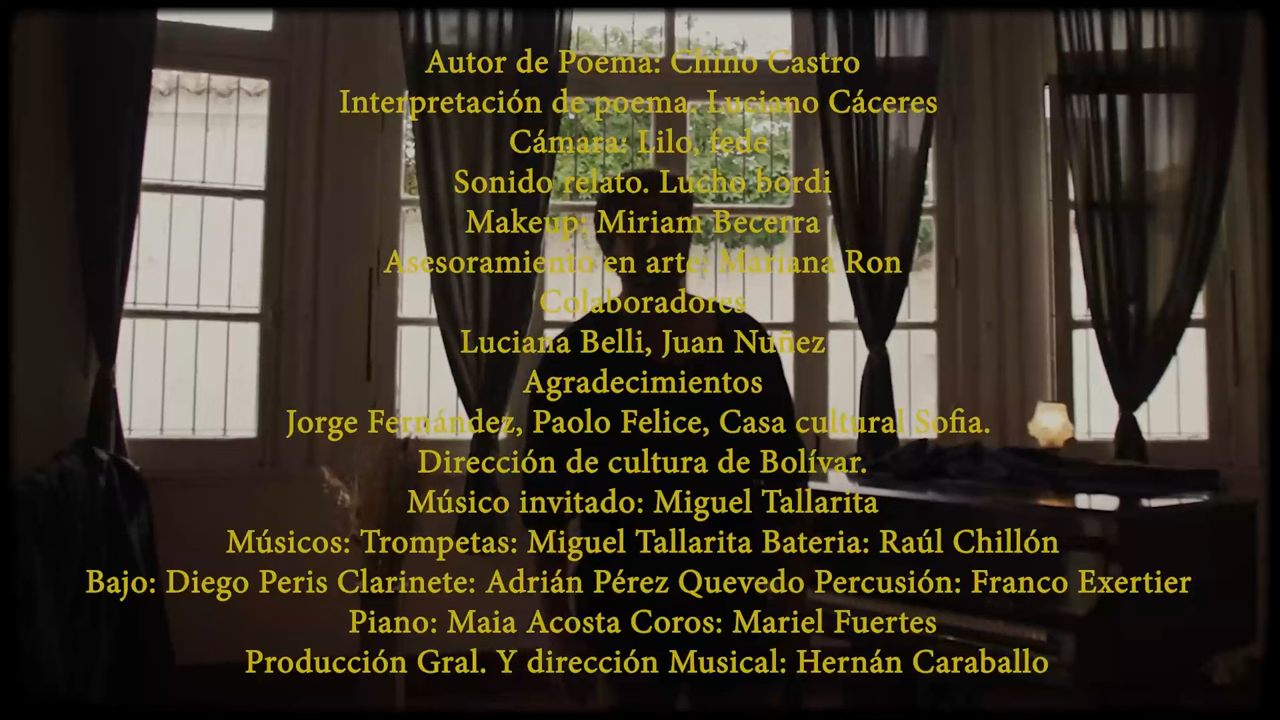 Autor de Poema: Chino Castro
Interpretación de poema. Luciano Cáceres
Cámara: Lilo, fede
Sonido relato. Lucho bordi
Makeup: Miriam Becerra
Asesoramiento en arte: Mariana Ron
Colaboradores
Luciana Belli, Juan Nuñez
Agradecimientos
Jorge Fernández, Paolo Felice, Casa cultural Sofia.
Dirección de cultura de Bolívar.
Músico invitado: Miguel Tallarita
Músicos: Trompetas: Miguel Tallarita Bateria: Raúl Chillón
Bajo: Diego Peris Clarinete: Adrián Pérez Quevedo Percusión: Franco Exertier
Piano: Maia Acosta Coros: Mariel Fuertes
Producción Gral. Y dirección Musical: Hernán Caraballo